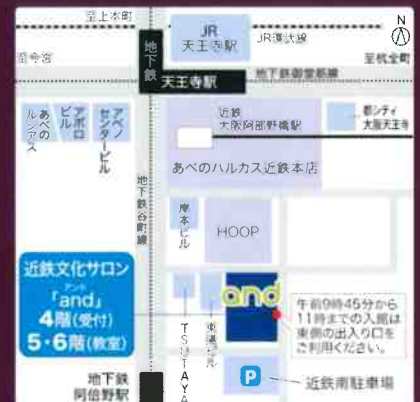 至上本町
JR
天王寺駅
JR環状線
N
至今宮
地下鉄
至杭全町
地下鉄御堂筋線
天王寺駅
あべの
ルシアス
アポロ
ビル
アベノ
センタービル
近鉄
大阪阿部野橋駅
都シティ
大阪天王寺
あべのハルカス近鉄本店
地下鉄谷町線
岸本ビル
HOOP
近鉄文化サロン
アンド
「and」
4階(受付)
5・6階(教室)
and
午前9時45分から
11時までの入館は
東側の出入り口を
ご利用ください。
TSUTAYA
地下鉄
阿倍野駅
P
近鉄南駐車場